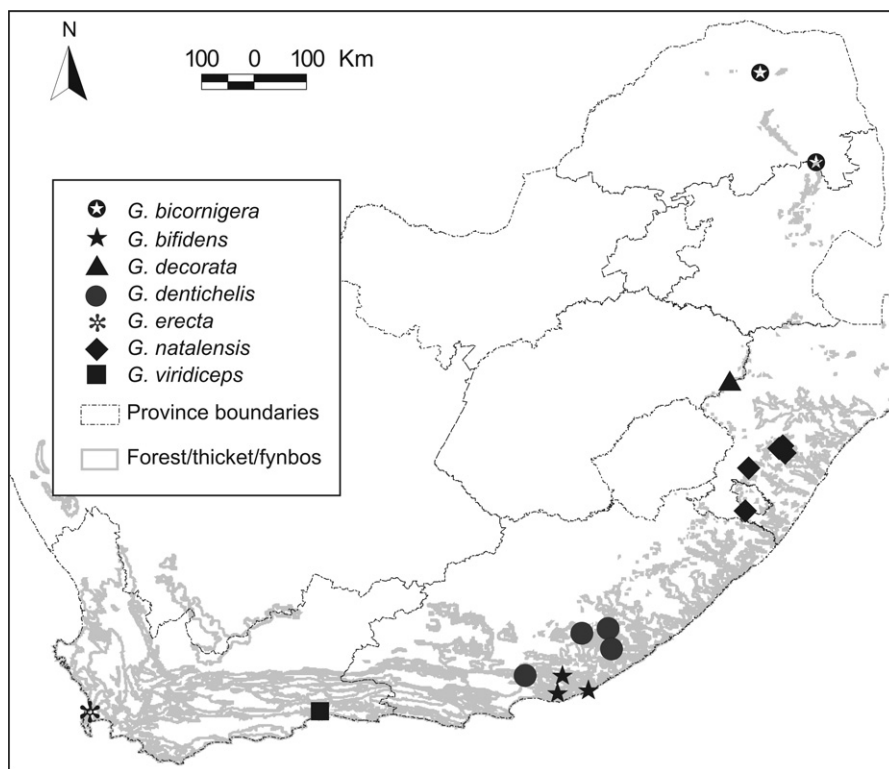 N
100 0 100 Km
G. bicornigera
G. bifidens
G. decorata
G. dentichelis
G. erecta
G. natalensis
G. viridiceps
Province boundaries
Forest/thicket/fynbos